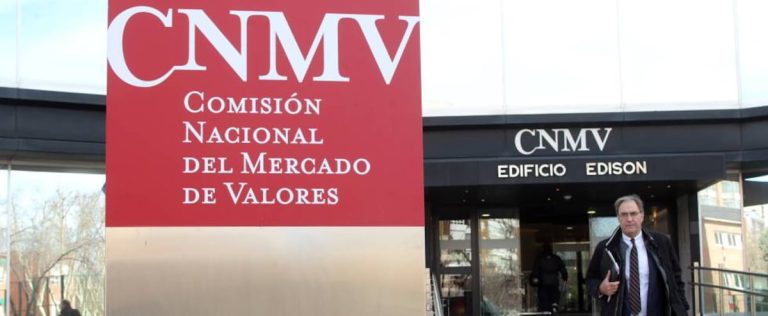 CNMV
Comisión
Nacional
del Mercado
de Valores
CNMV
EDIFICIO EDISON